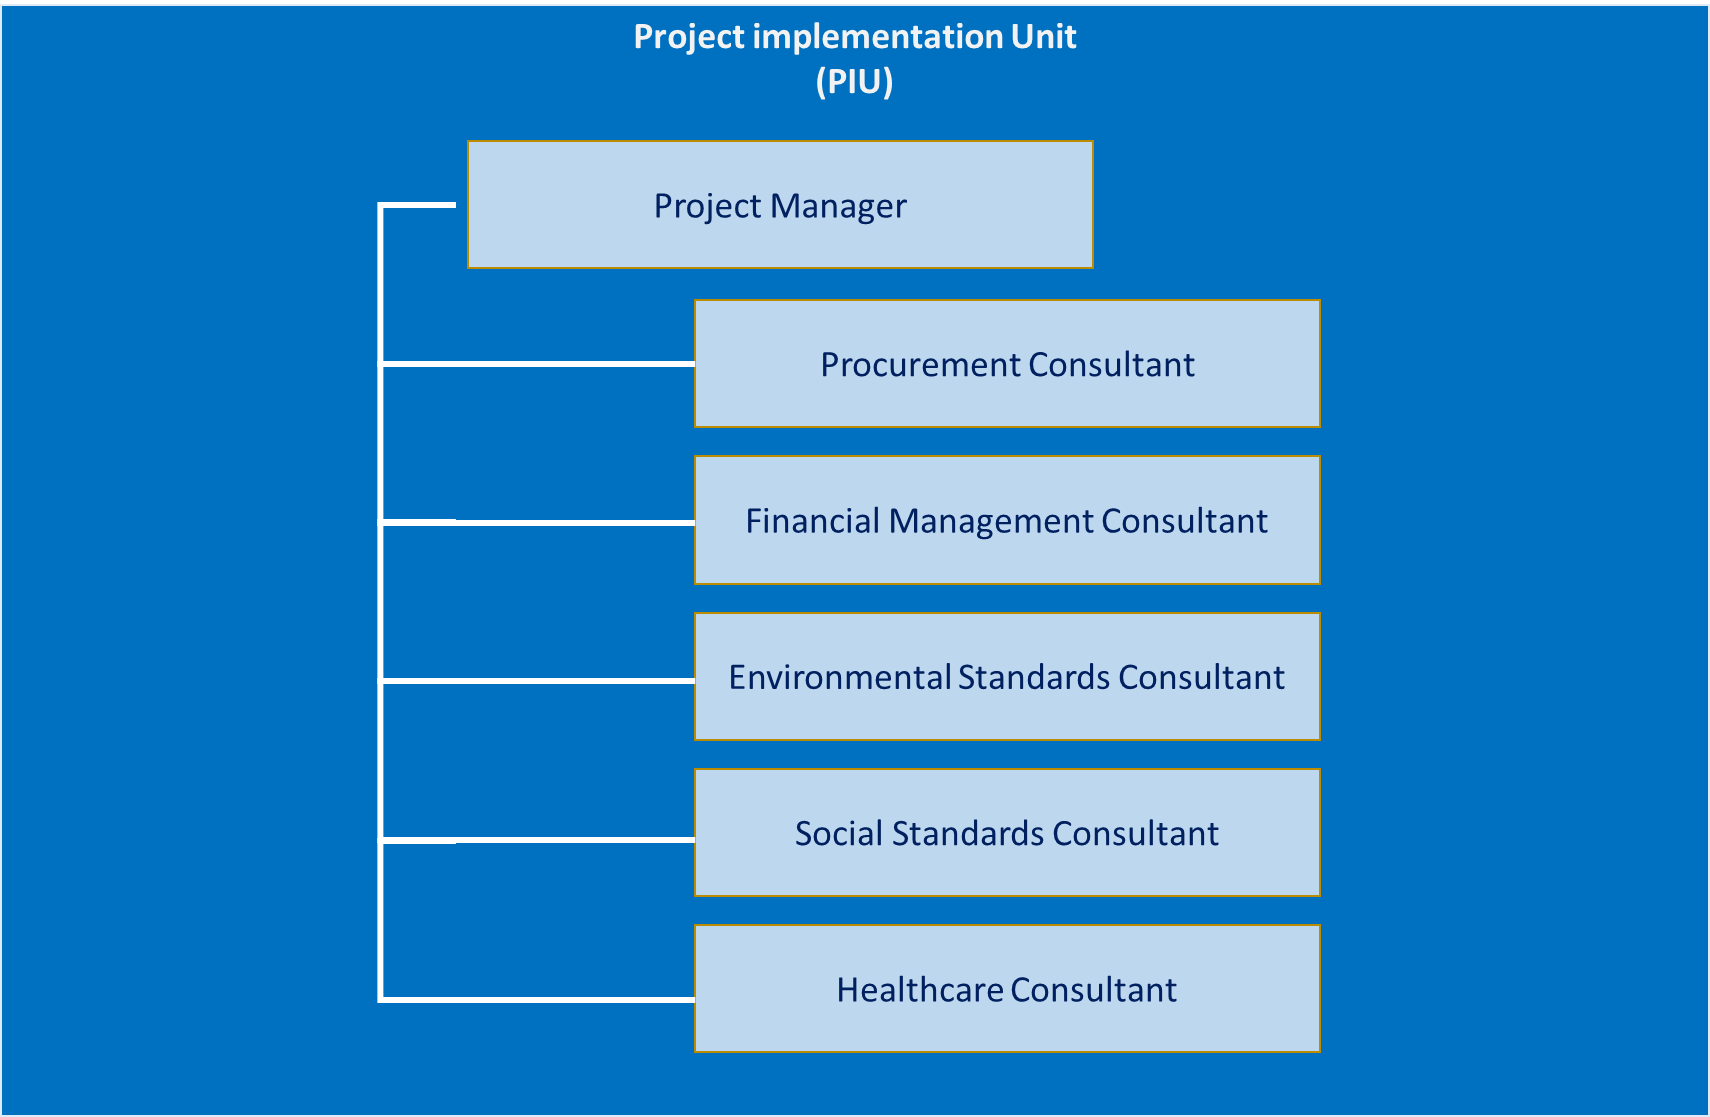 Project implementation Unit
(PIU)
Project Manager
Procurement Consultant
Financial Management Consultant
Environmental Standards Consultant
Social Standards Consultant
Healthcare Consultant